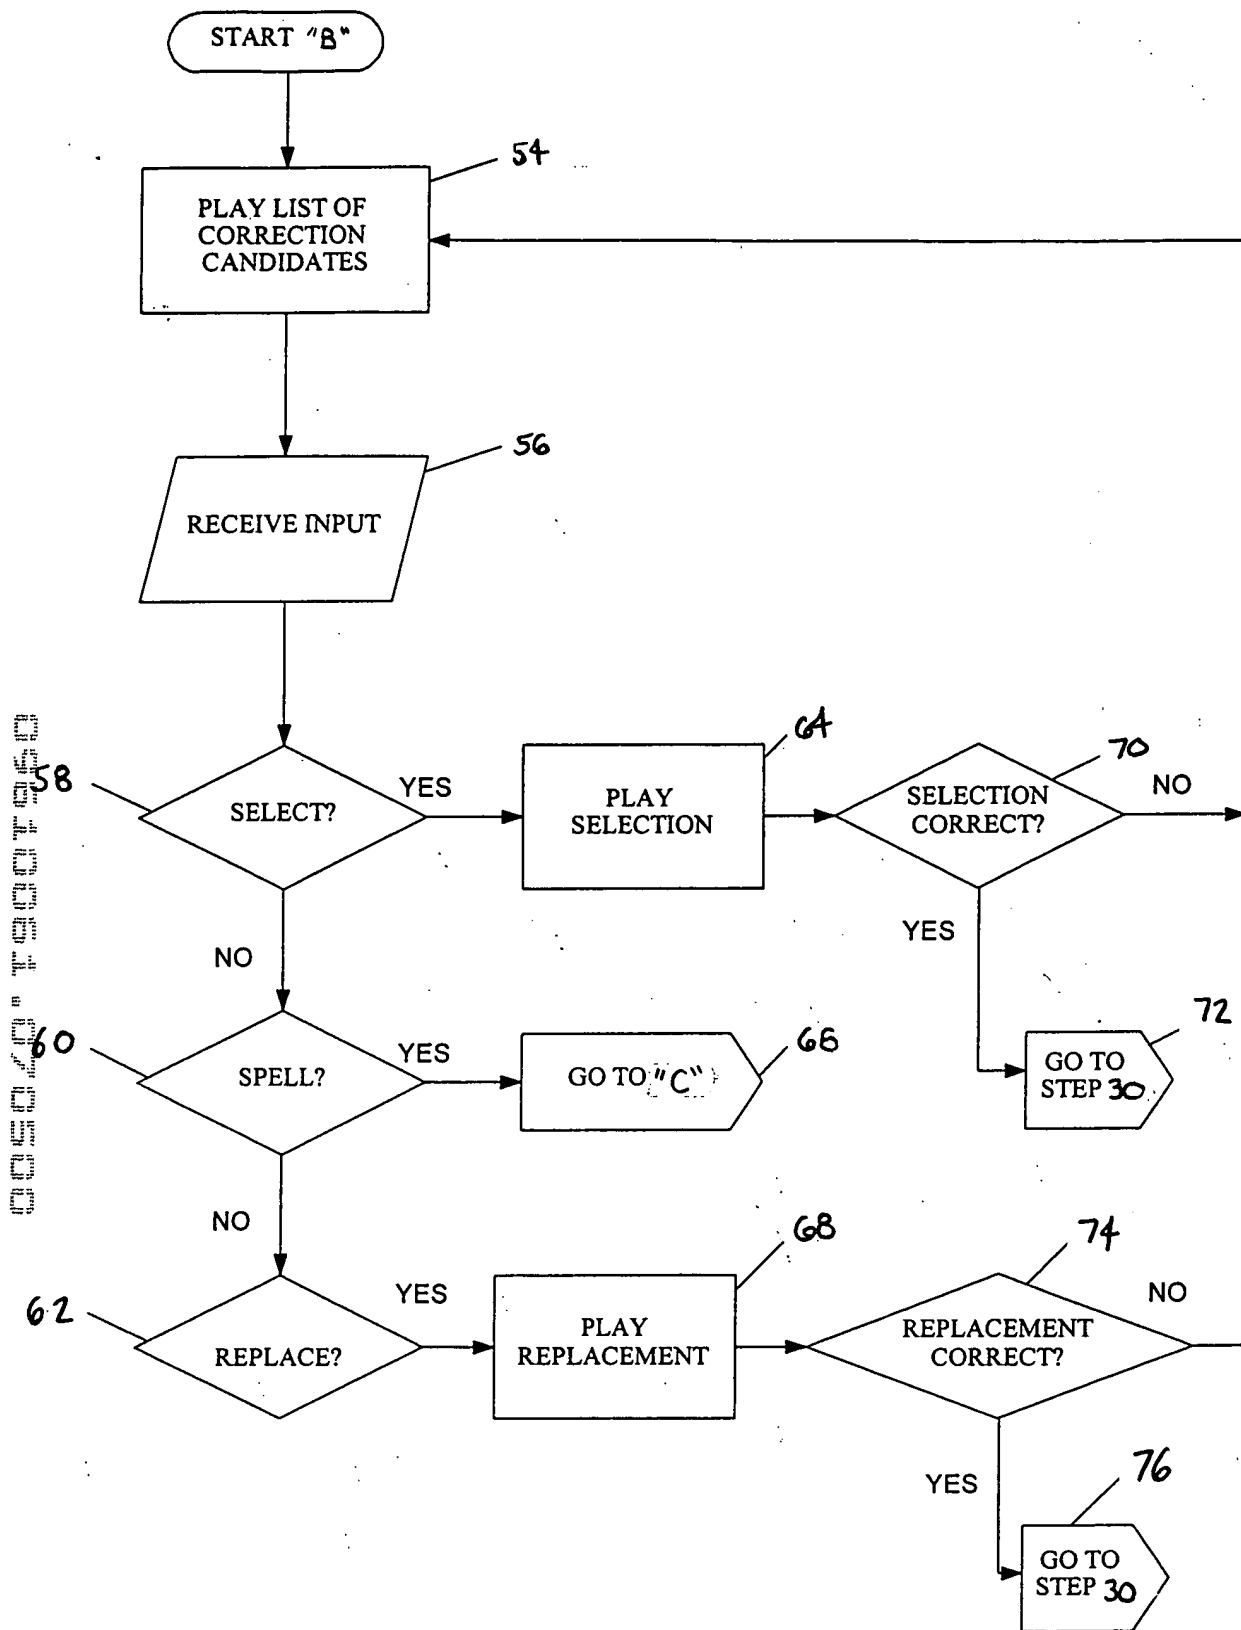 START "B"
54
PLAY LIST OF
CORRECTION
CANDIDATES
56
RECEIVE INPUT
58
SELECT?
YES
64
PLAY
SELECTION
70
SELECTION
CORRECT?
NO
YES
NO
72
GO TO
STEP 30
60
SPELL?
YES
GO TO "C"
66
NO
62
REPLACE?
YES
68
PLAY
REPLACEMENT
74
REPLACEMENT
CORRECT?
NO
YES
76
GO TO
STEP 30